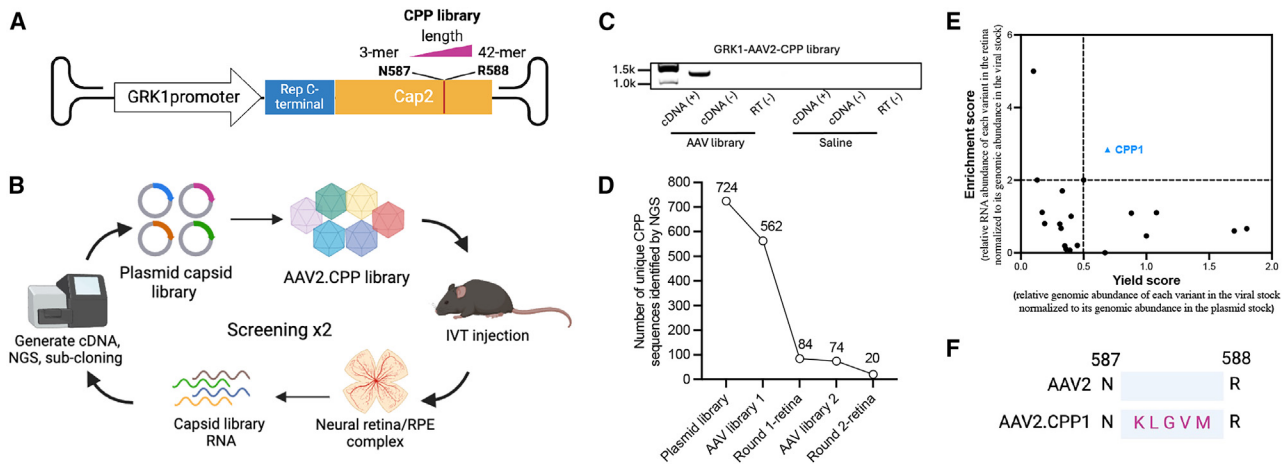 A
CPP library
length
3-mer 42-mer
N587 R588
GRK1promoter
Rep C-
terminal
Cap2
B
Plasmid capsid
library
AAV2.CPP library
IVT injection
Neural retina/RPE
complex
Capsid library
RNA
Generate cDNA,
NGS, sub-cloning
Screening x2
C
GRK1-AAV2-CPP library
1.5k
1.0k
cDNA (+) cDNA (-) RT (-) cDNA (+) cDNA (-) RT (-)
AAV library Saline
D
Number of unique CPP
sequences identified by NGS
800
700
600
500
400
300
200
100
0
724
562
84
74
20
Plasmid library
AAV library 1
Round 1-retina
AAV library 2
Round 2-retina
E
Enrichment score
(relative RNA abundance of each variant in the retina
normalized to its genomic abundance in the viral stock)
6
4
2
0
CPP1
0.0 0.5 1.0 1.5 2.0
Yield score
(relative genomic abundance of each variant in the viral stock
normalized to its genomic abundance in the plasmid stock)
F
587 588
AAV2 N R
AAV2.CPP1 N K L G V M R